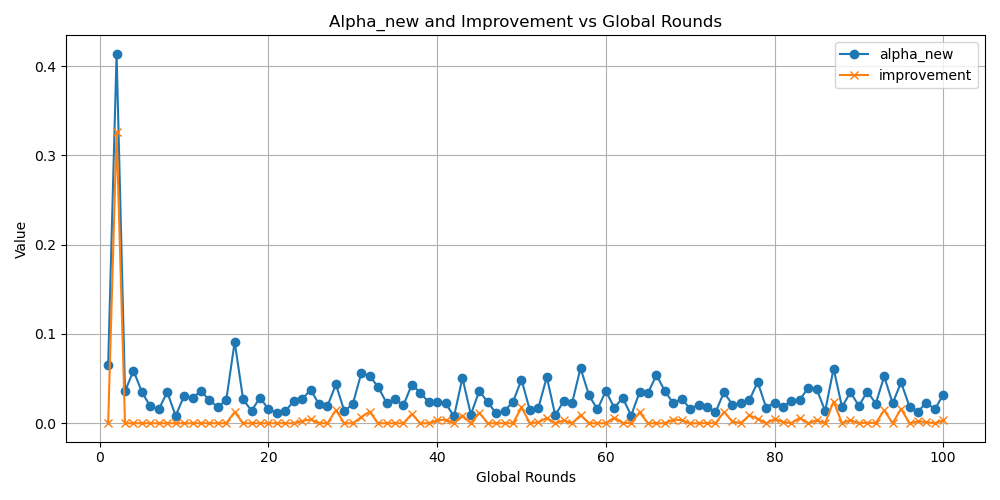 Alpha_new and Improvement vs Global Rounds
alpha_new
improvement
Value
0.4
0.3
0.2
0.1
0.0
0
20
40
60
80
100
Global Rounds